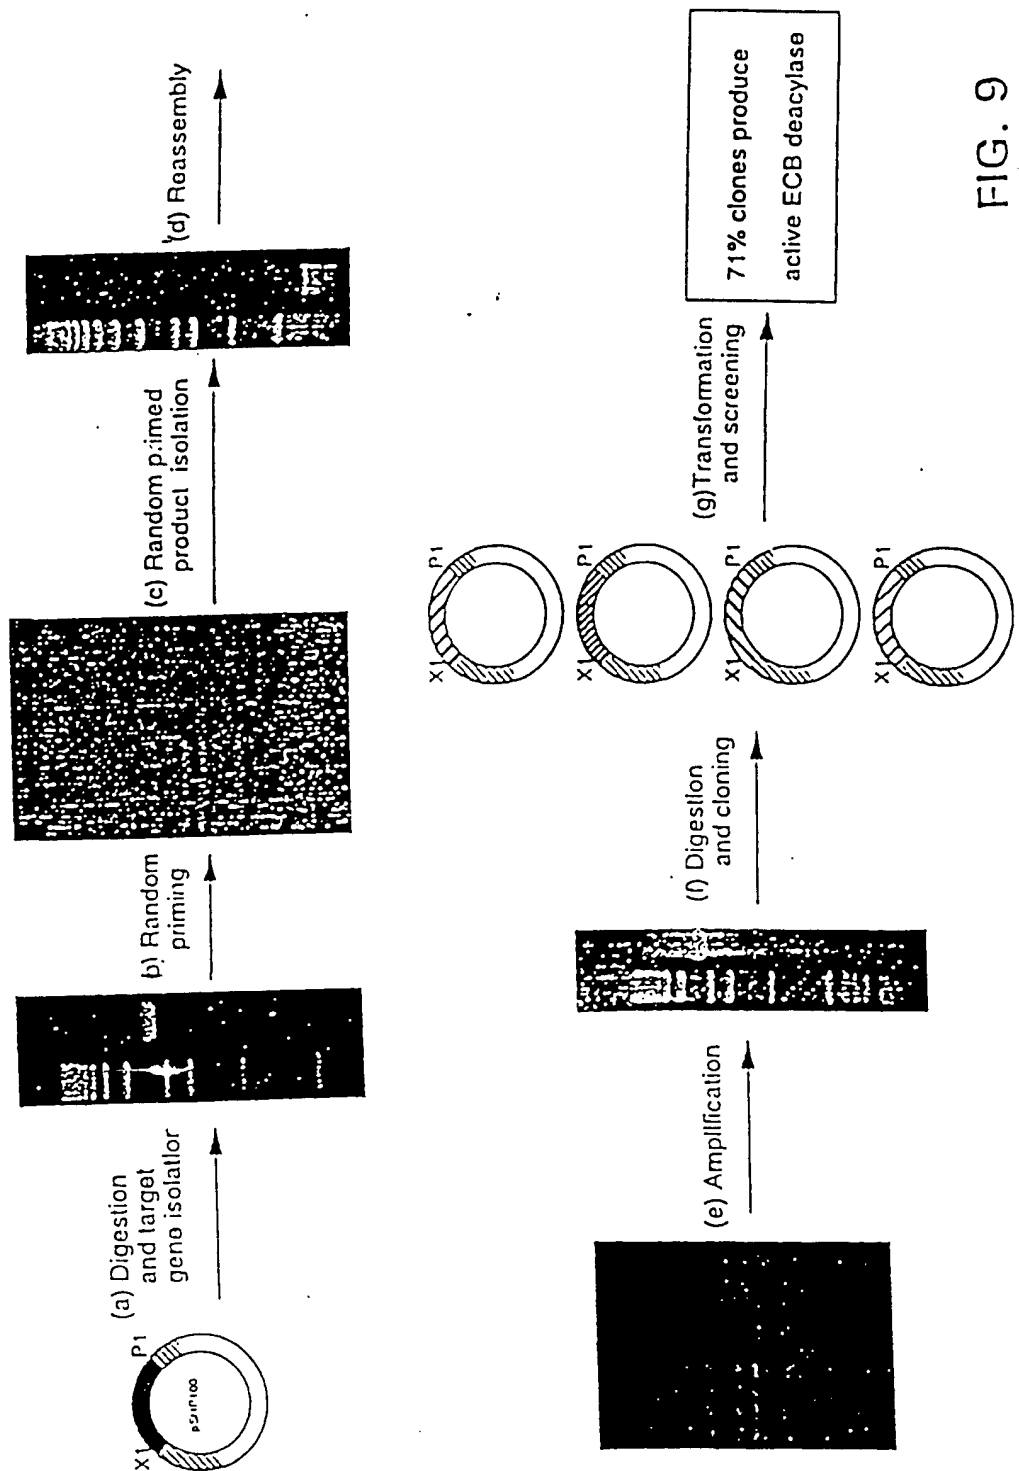 X1 P1
(a) Digestion
and target
gene isolation
b) Random
priming
(c) Random primed
product isolation
(d) Reassembly
(e) Amplification
(f) Digestion
and cloning
X1 P1
X1 P1
X1 P1
X1 P1
(g) Transformation
and screening
71% clones produce
active ECB deacylase
FIG. 9